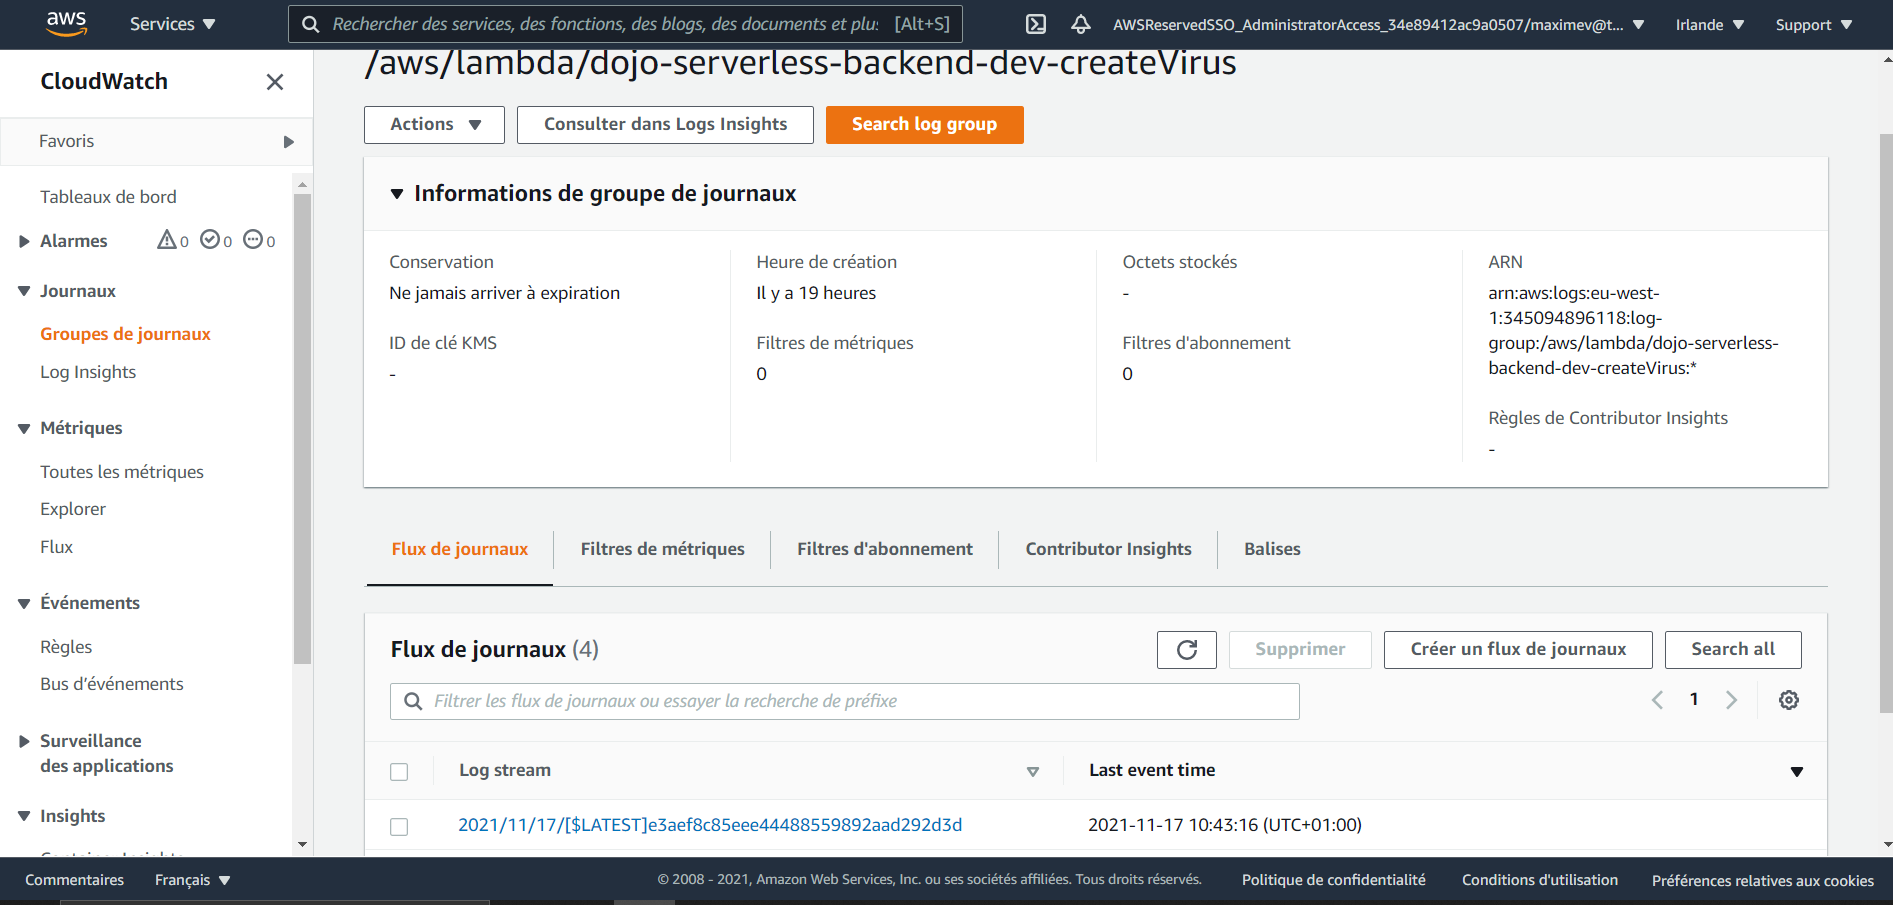 aws
Services
Rechercher des services, des fonctions, des blogs, des documents et plus
[Alt+S]
AWSReservedSSO_AdministratorAccess_34e89412ac9a0507/maximev@t...
Irlande
Support
CloudWatch
Favoris
Tableaux de bord
Alarmes
0
0
0
Journaux
Groupes de journaux
Log Insights
Métriques
Toutes les métriques
Explorer
Flux
Événements
Règles
Bus d'événements
Surveillance
des applications
Insights
/aws/lambda/dojo-serverless-backend-dev-createVirus
Actions
Consulter dans Logs Insights
Search log group
Informations de groupe de journaux
Conservation
Ne jamais arriver à expiration
ID de clé KMS
-
Heure de création
Il y a 19 heures
Filtres de métriques
0
Octets stockés
-
Filtres d'abonnement
0
ARN
arn:aws:logs:eu-west-
1:345094896118:log-
group:/aws/lambda/dojo-serverless-
backend-dev-createVirus:*
Règles de Contributor Insights
-
Flux de journaux
Filtres de métriques
Filtres d'abonnement
Contributor Insights
Balises
Flux de journaux (4)
Supprimer
Créer un flux de journaux
Search all
Filtrer les flux de journaux ou essayer la recherche de préfixe
1
Log stream
Last event time
2021/11/17/[$LATEST]e3aef8c85eee44488559892aad292d3d
2021-11-17 10:43:16 (UTC+01:00)
Commentaires
Français
© 2008 - 2021, Amazon Web Services, Inc. ou ses sociétés affiliées. Tous droits réservés.
Politique de confidentialité
Conditions d'utilisation
Préférences relatives aux cookies